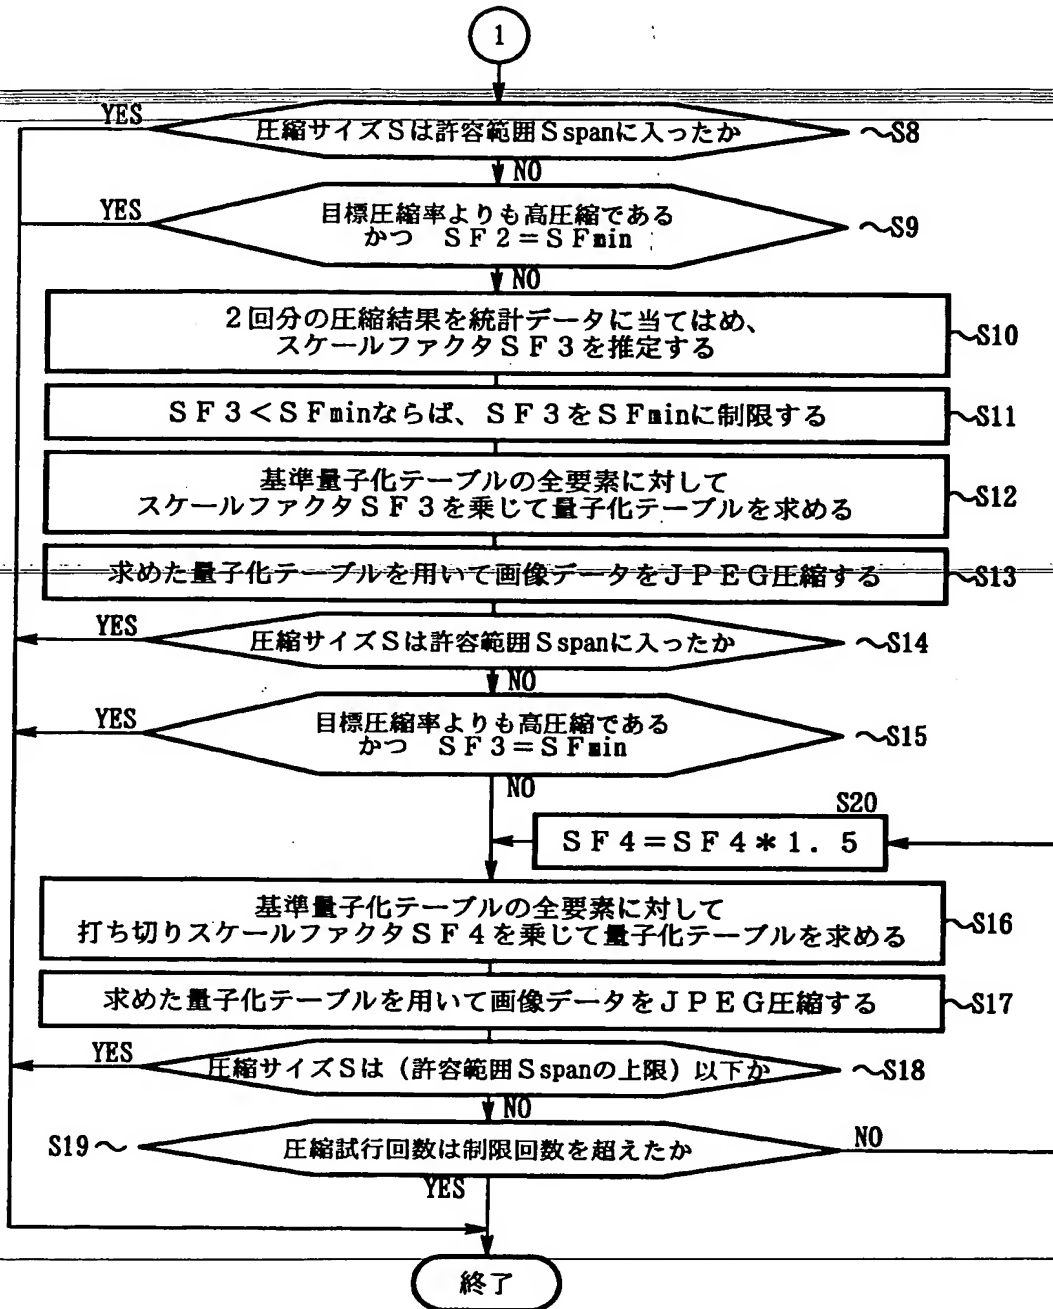 1
YES
圧縮サイズSは許容範囲Sspanに入ったか
～S8
NO
YES
目標圧縮率よりも高圧縮である
かつ SF2＝SFmin
～S9
NO
2回分の圧縮結果を統計データに当てはめ、
スケールファクタSF3を推定する
～S10
SF3＜SFminならば、SF3をSFminに制限する
～S11
基準量子化テーブルの全要素に対して
スケールファクタSF3を乗じて量子化テーブルを求める
～S12
求めた量子化テーブルを用いて画像データをJPEG圧縮する
～S13
YES
圧縮サイズSは許容範囲Sspanに入ったか
～S14
NO
YES
目標圧縮率よりも高圧縮である
かつ SF3＝SFmin
～S15
NO
S20
SF4＝SF4＊1．5
基準量子化テーブルの全要素に対して
打ち切りスケールファクタSF4を乗じて量子化テーブルを求める
～S16
求めた量子化テーブルを用いて画像データをJPEG圧縮する
～S17
YES
圧縮サイズSは（許容範囲Sspanの上限）以下か
～S18
NO
S19～
圧縮試行回数は制限回数を超えたか
NO
YES
終了